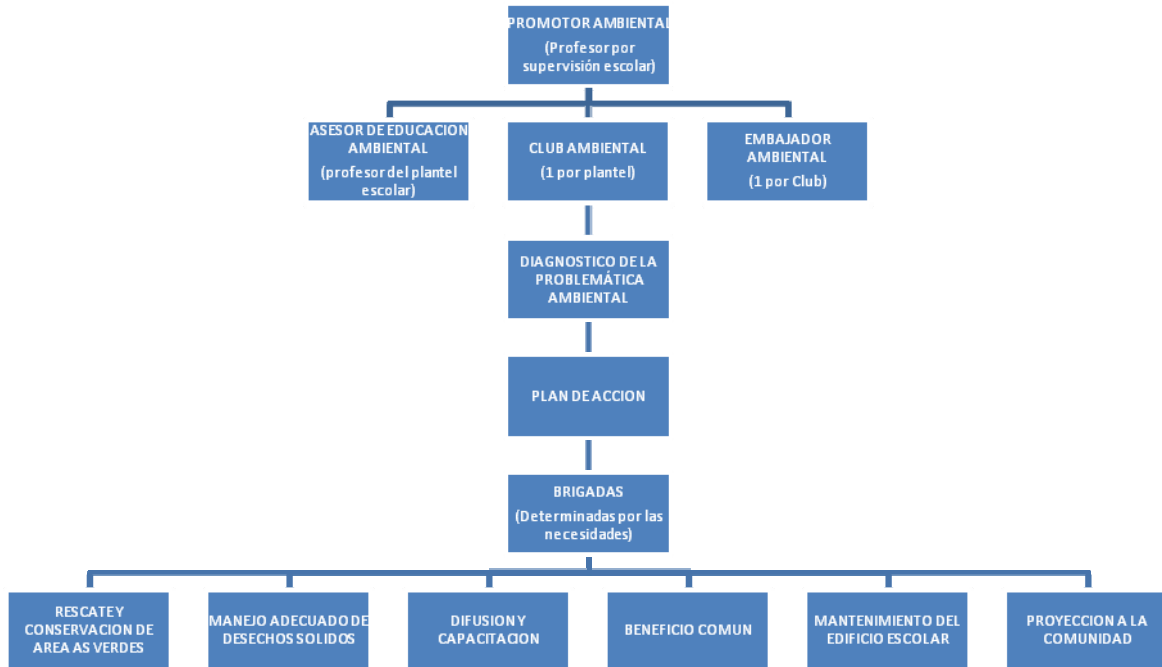 PROMOTOR AMBIENTAL
(Profesor por
supervisión escolar)
ASESOR DE EDUCACION
AMBIENTAL
(profesor del plantel
escolar)
CLUB AMBIENTAL
(1 por plantel)
EMBAJADOR
AMBIENTAL
(1 por Club)
DIAGNOSTICO DE LA
PROBLEMÁTICA
AMBIENTAL
PLAN DE ACCION
BRIGADAS
(Determinadas por las
necesidades)
RESCATE Y
CONSERVACION DE
AREA AS VERDES
MANEJO ADECUADO DE
DESECHOS SOLIDOS
DIFUSION Y
CAPACITACION
BENEFICIO COMUN
MANTENIMIENTO DEL
EDIFICIO ESCOLAR
PROYECCION A LA
COMUNIDAD